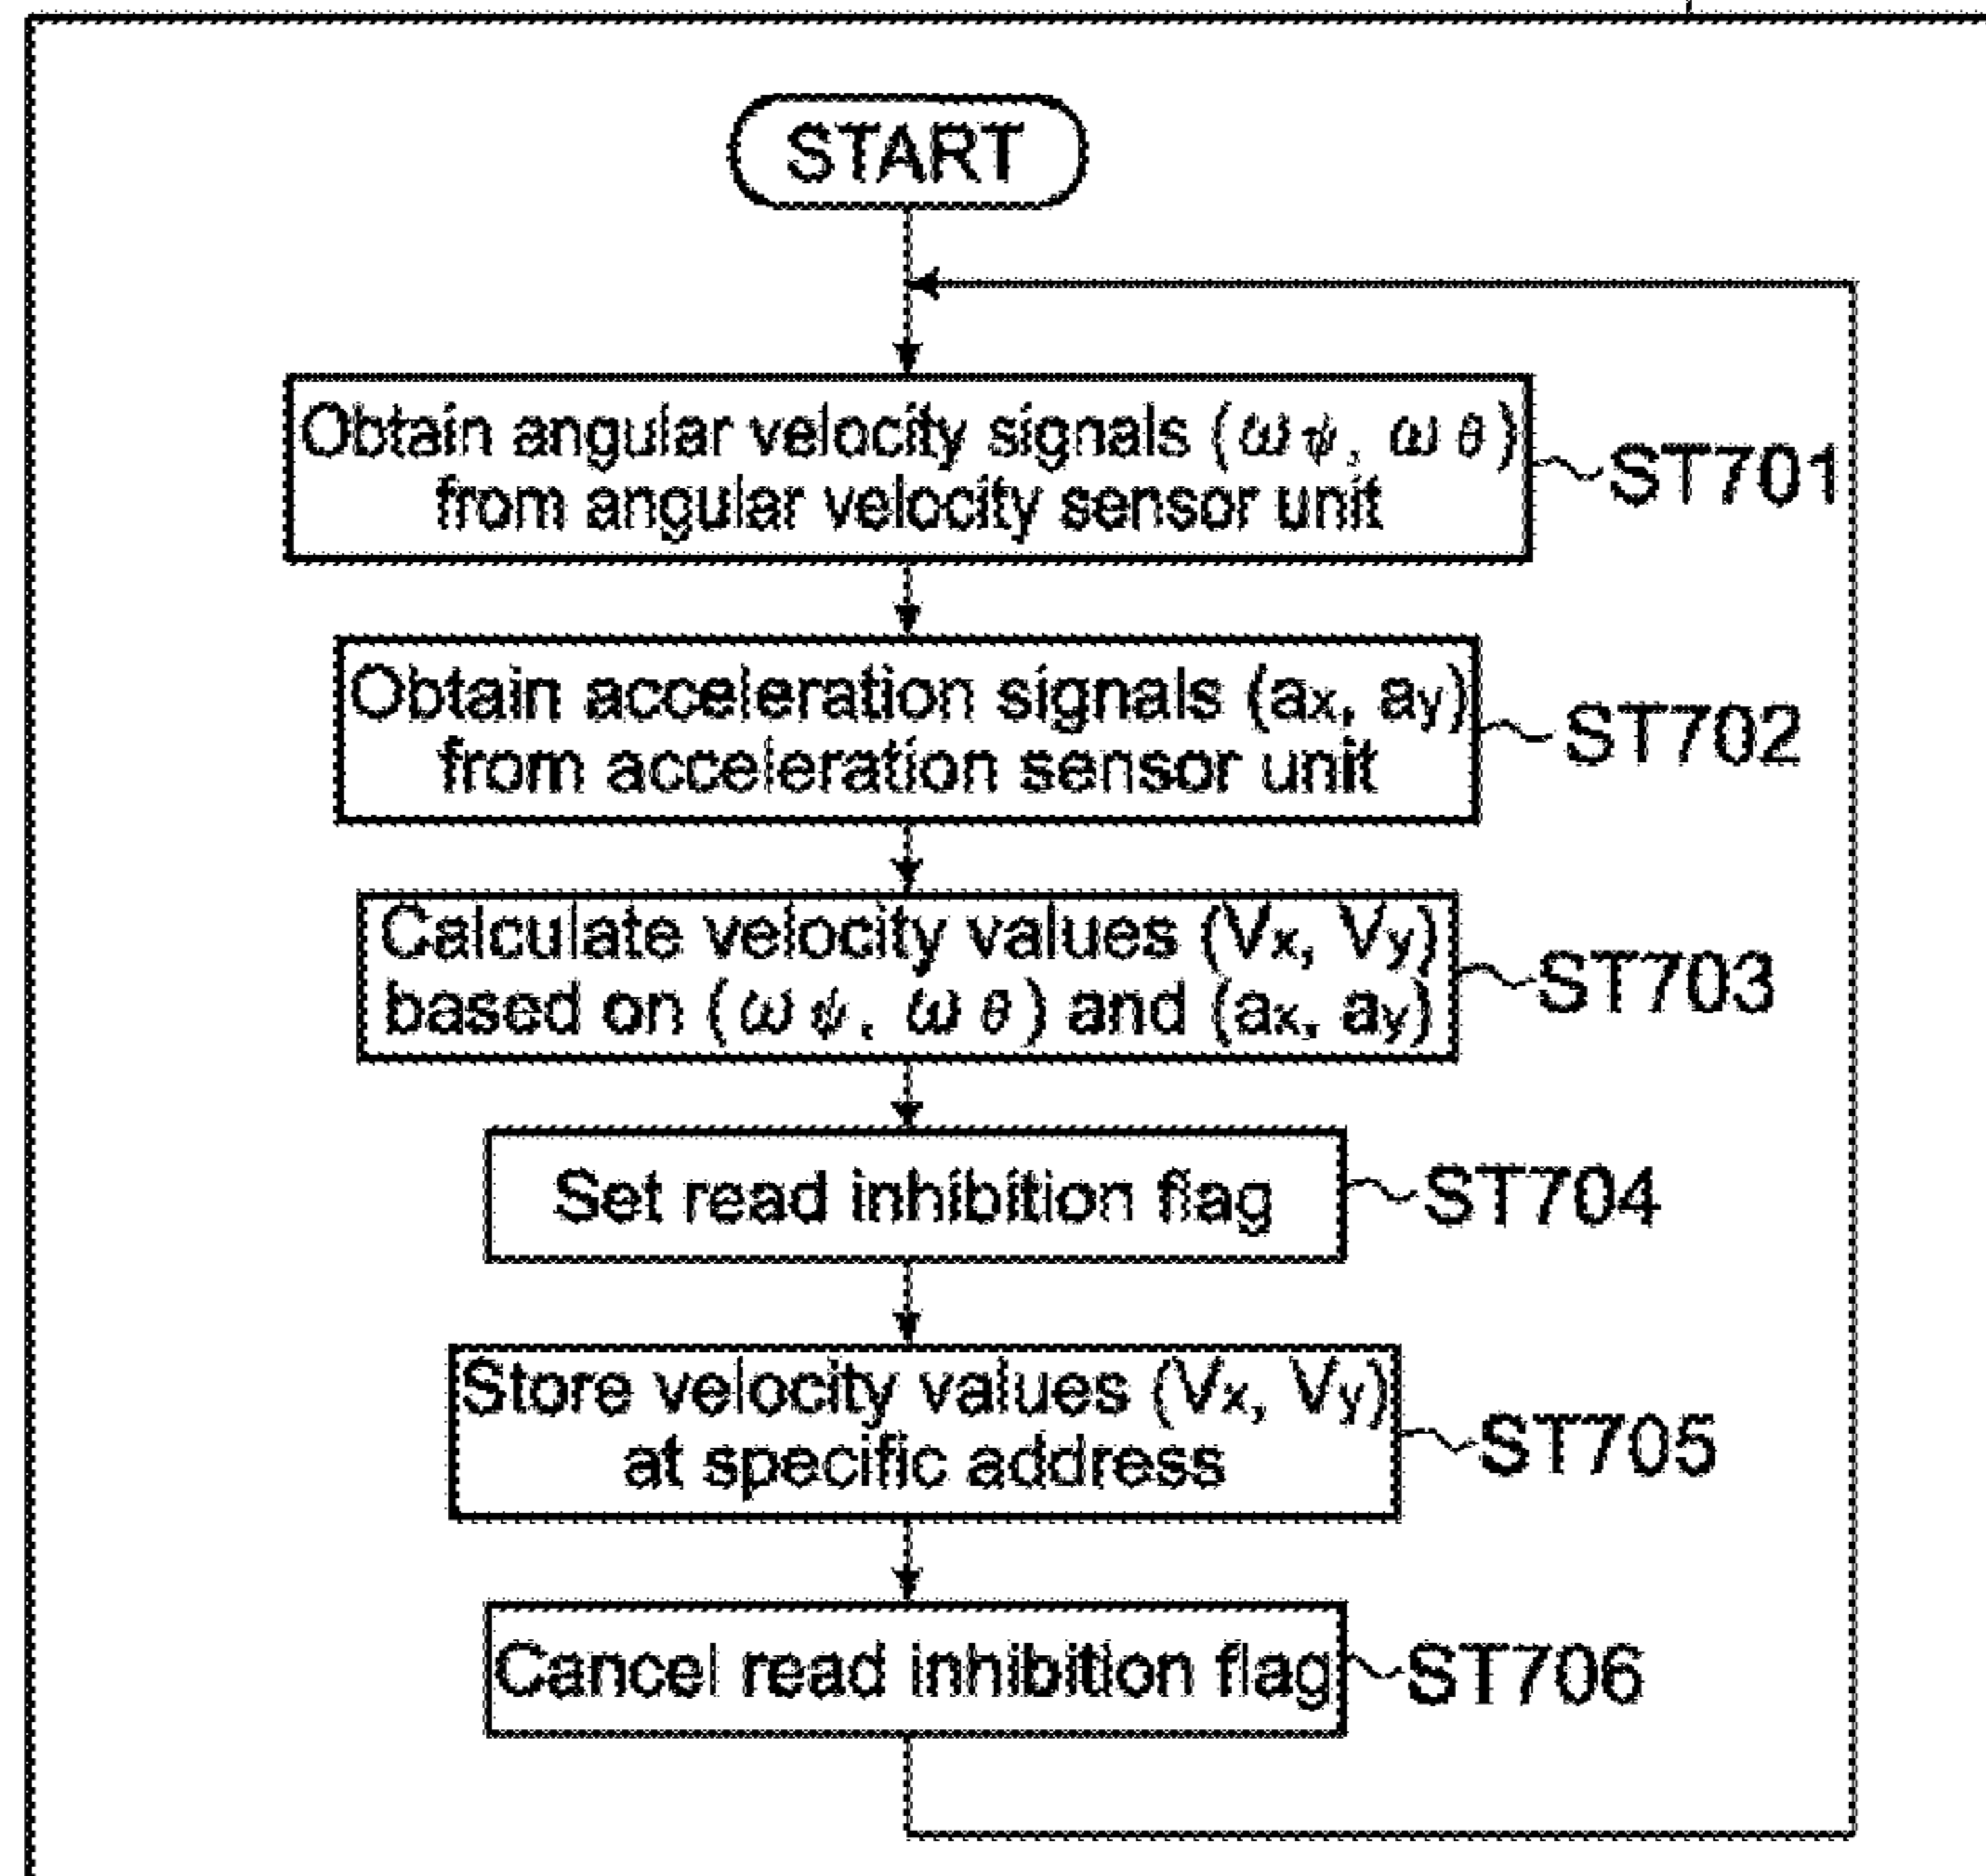 START
Obtain angular velocity signals (ωψ, ωθ)
from angular velocity sensor unit
ST701
Obtain acceleration signals (ax, ay)
from acceleration sensor unit
ST702
Calculate velocity values (Vx, Vy)
based on (ωψ, ωθ) and (ax, ay)
ST703
Set read inhibition flag
ST704
Store velocity values (Vx, Vy)
at specific address
ST705
Cancel read inhibition flag
ST706